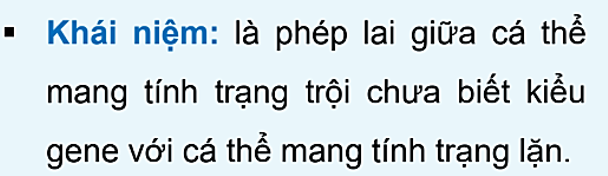 ▪ Khái niệm: là phép lai giữa cá thể
mang tính trạng trội chưa biết kiểu
gene với cá thể mang tính trạng lặn.